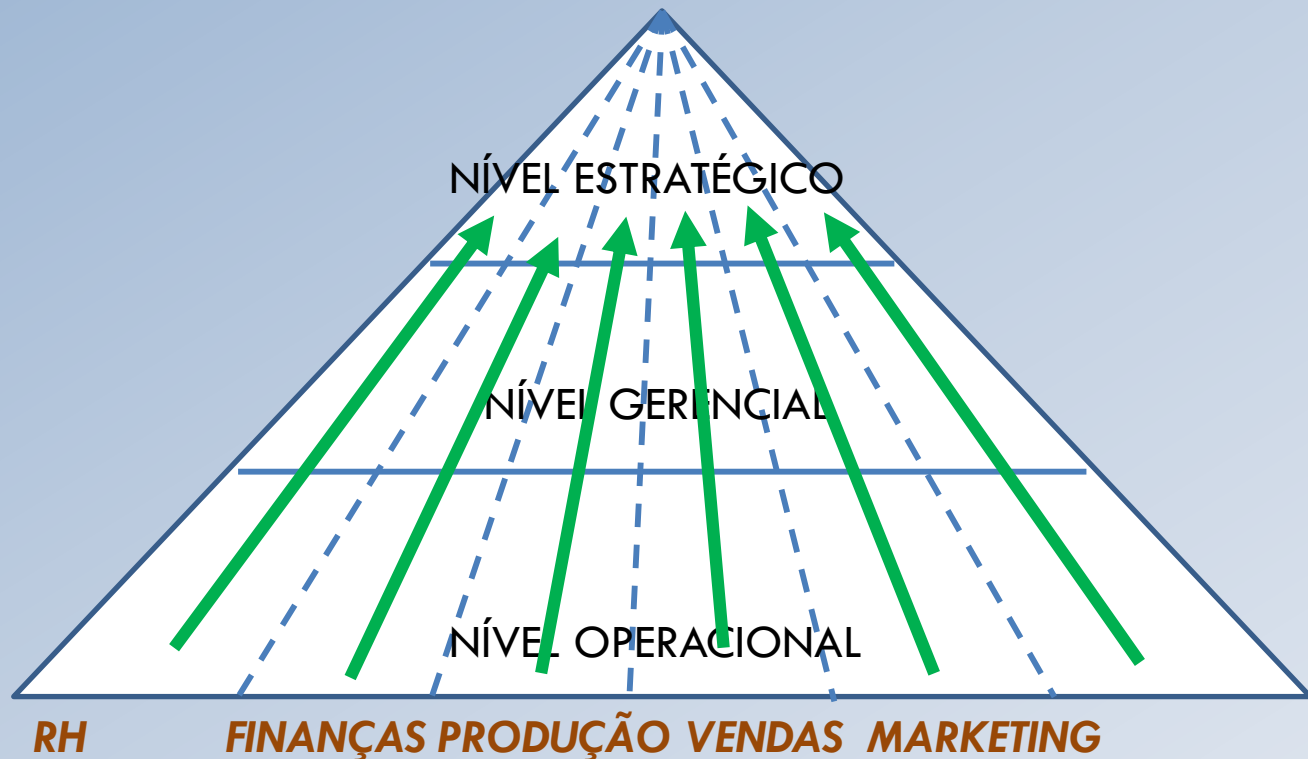 NÍVEL ESTRATÉGICO
NÍVEL GERENCIAL
NÍVEL OPERACIONAL
RH FINANÇAS PRODUÇÃO VENDAS MARKETING